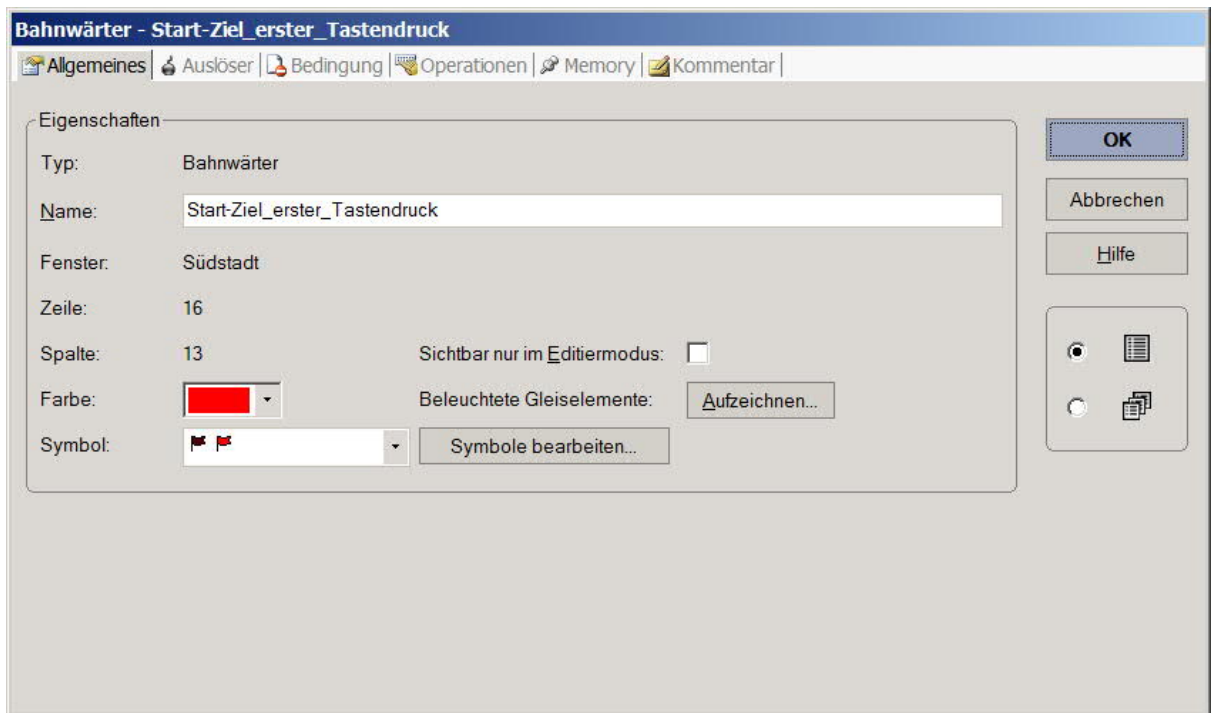 Bahnwärter - Start-Ziel_erster_Tastendruck
Allgemeines Auslöser Bedingung Operationen Memory Kommentar
Eigenschaften
Typ: Bahnwärter
Name: Start-Ziel_erster_Tastendruck
Fenster: Südstadt
Zeile: 16
Spalte: 13 Sichtbar nur im Editiermodus:
Farbe: Beleuchtete Gleiselemente: Aufzeichnen...
Symbol: Symbole bearbeiten...
OK
Abbrechen
Hilfe